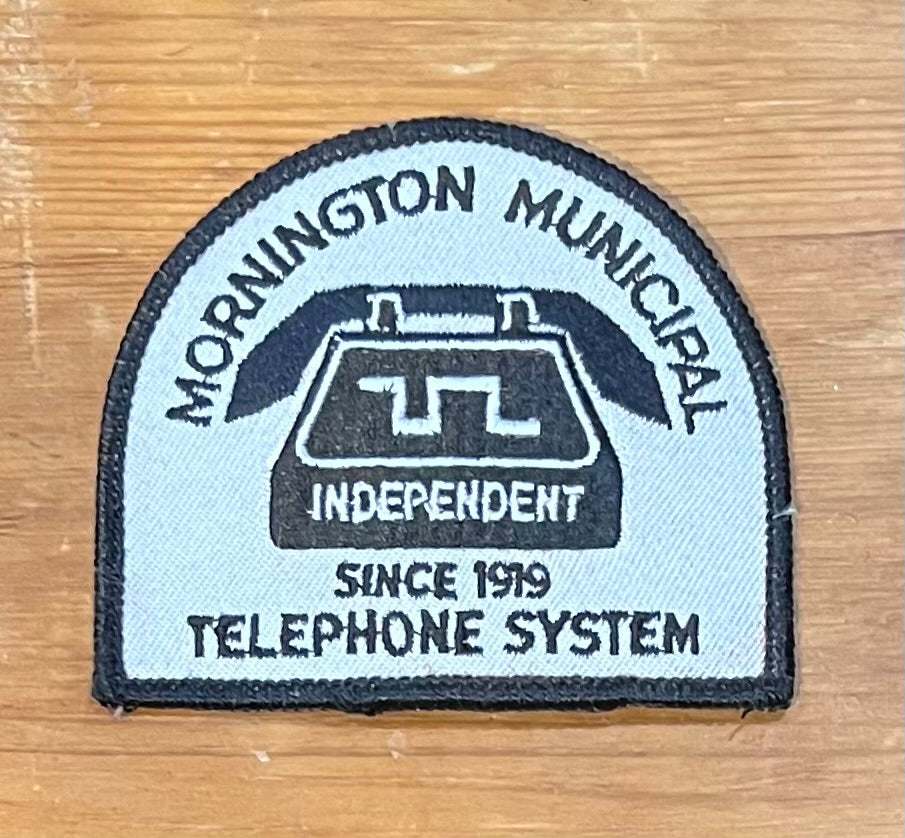 MORNINGTON MUNICIPAL
INDEPENDENT
SINCE 1919
TELEPHONE SYSTEM